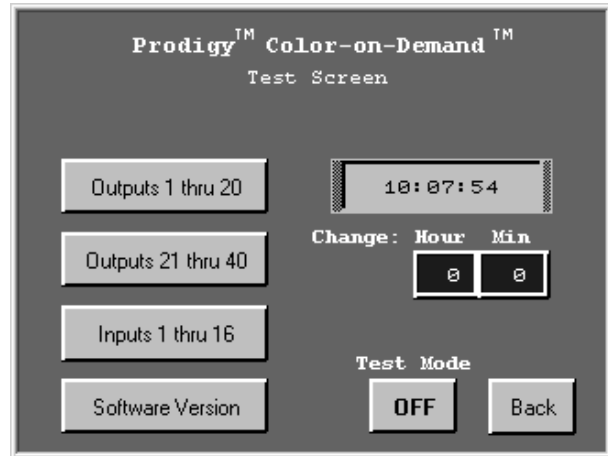 Prodigy™ Color-on-Demand™
Test Screen
Outputs 1 thru 20
10:07:54
Change: Hour Min
Outputs 21 thru 40
0 0
Inputs 1 thru 16
Test Mode
Software Version
OFF
Back